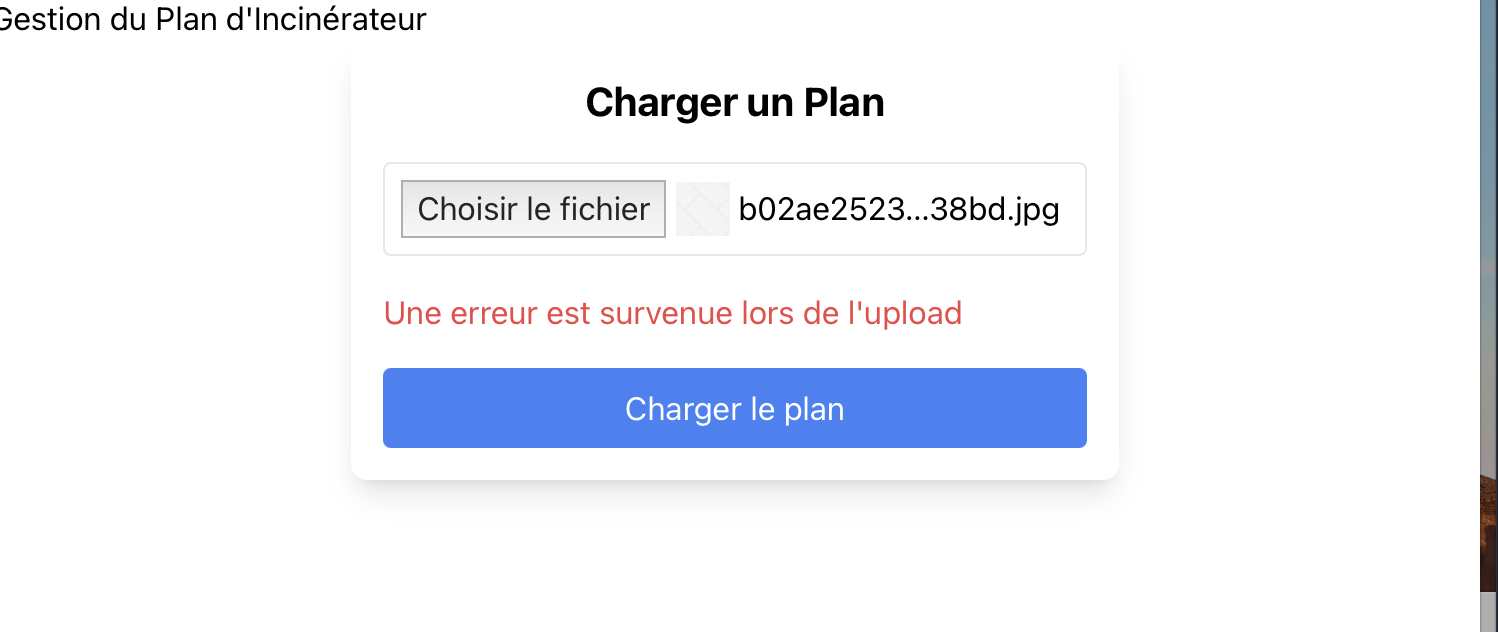 Gestion du Plan d'Incinérateur
Charger un Plan
Choisir le fichier b02ae2523...38bd.jpg
Une erreur est survenue lors de l'upload
Charger le plan